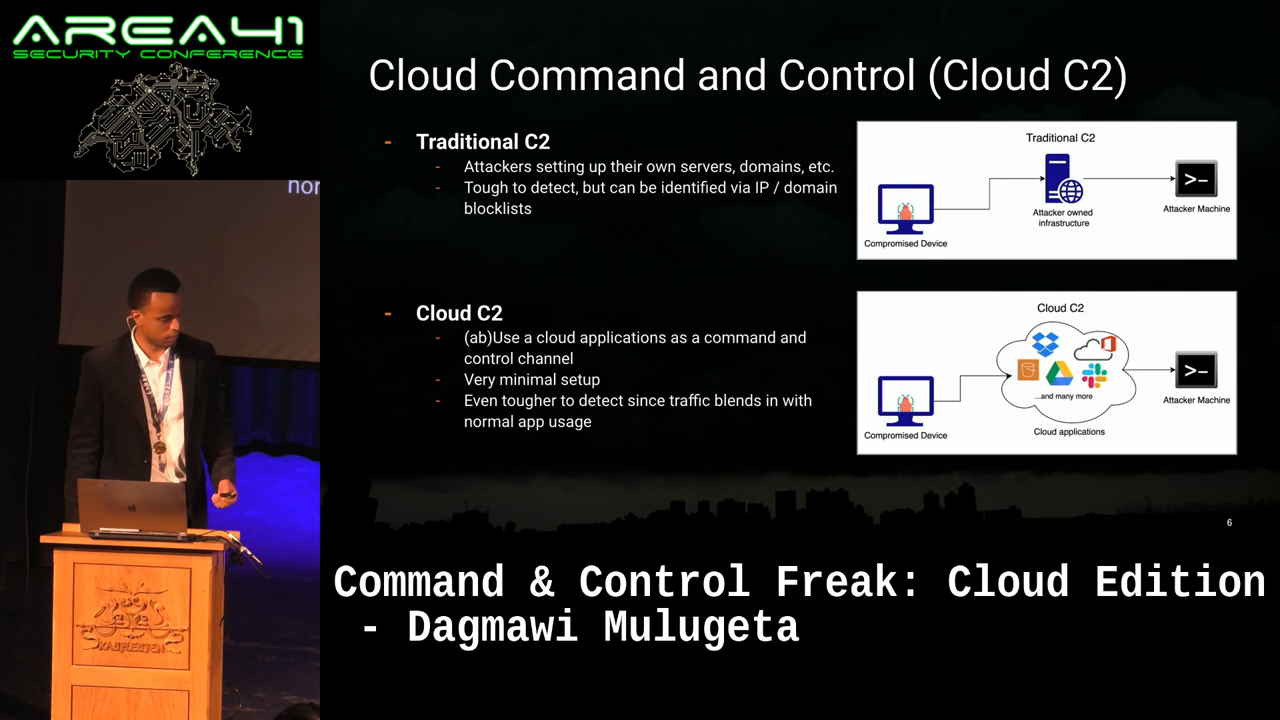 AREA41
SECURITY CONFERENCE
Cloud Command and Control (Cloud C2)
- Traditional C2
- Attackers setting up their own servers, domains, etc.
- Tough to detect, but can be identified via IP / domain
blocklists
Traditional C2
Attacker owned
infrastructure
Attacker Machine
Compromised Device
- Cloud C2
- (ab)Use a cloud applications as a command and
control channel
- Very minimal setup
- Even tougher to detect since traffic blends in with
normal app usage
Cloud C2
...and many more
Attacker Machine
Compromised Device
Cloud applications
6
nor
KAUFLEUTEN
Command & Control Freak: Cloud Edition
- Dagmawi Mulugeta